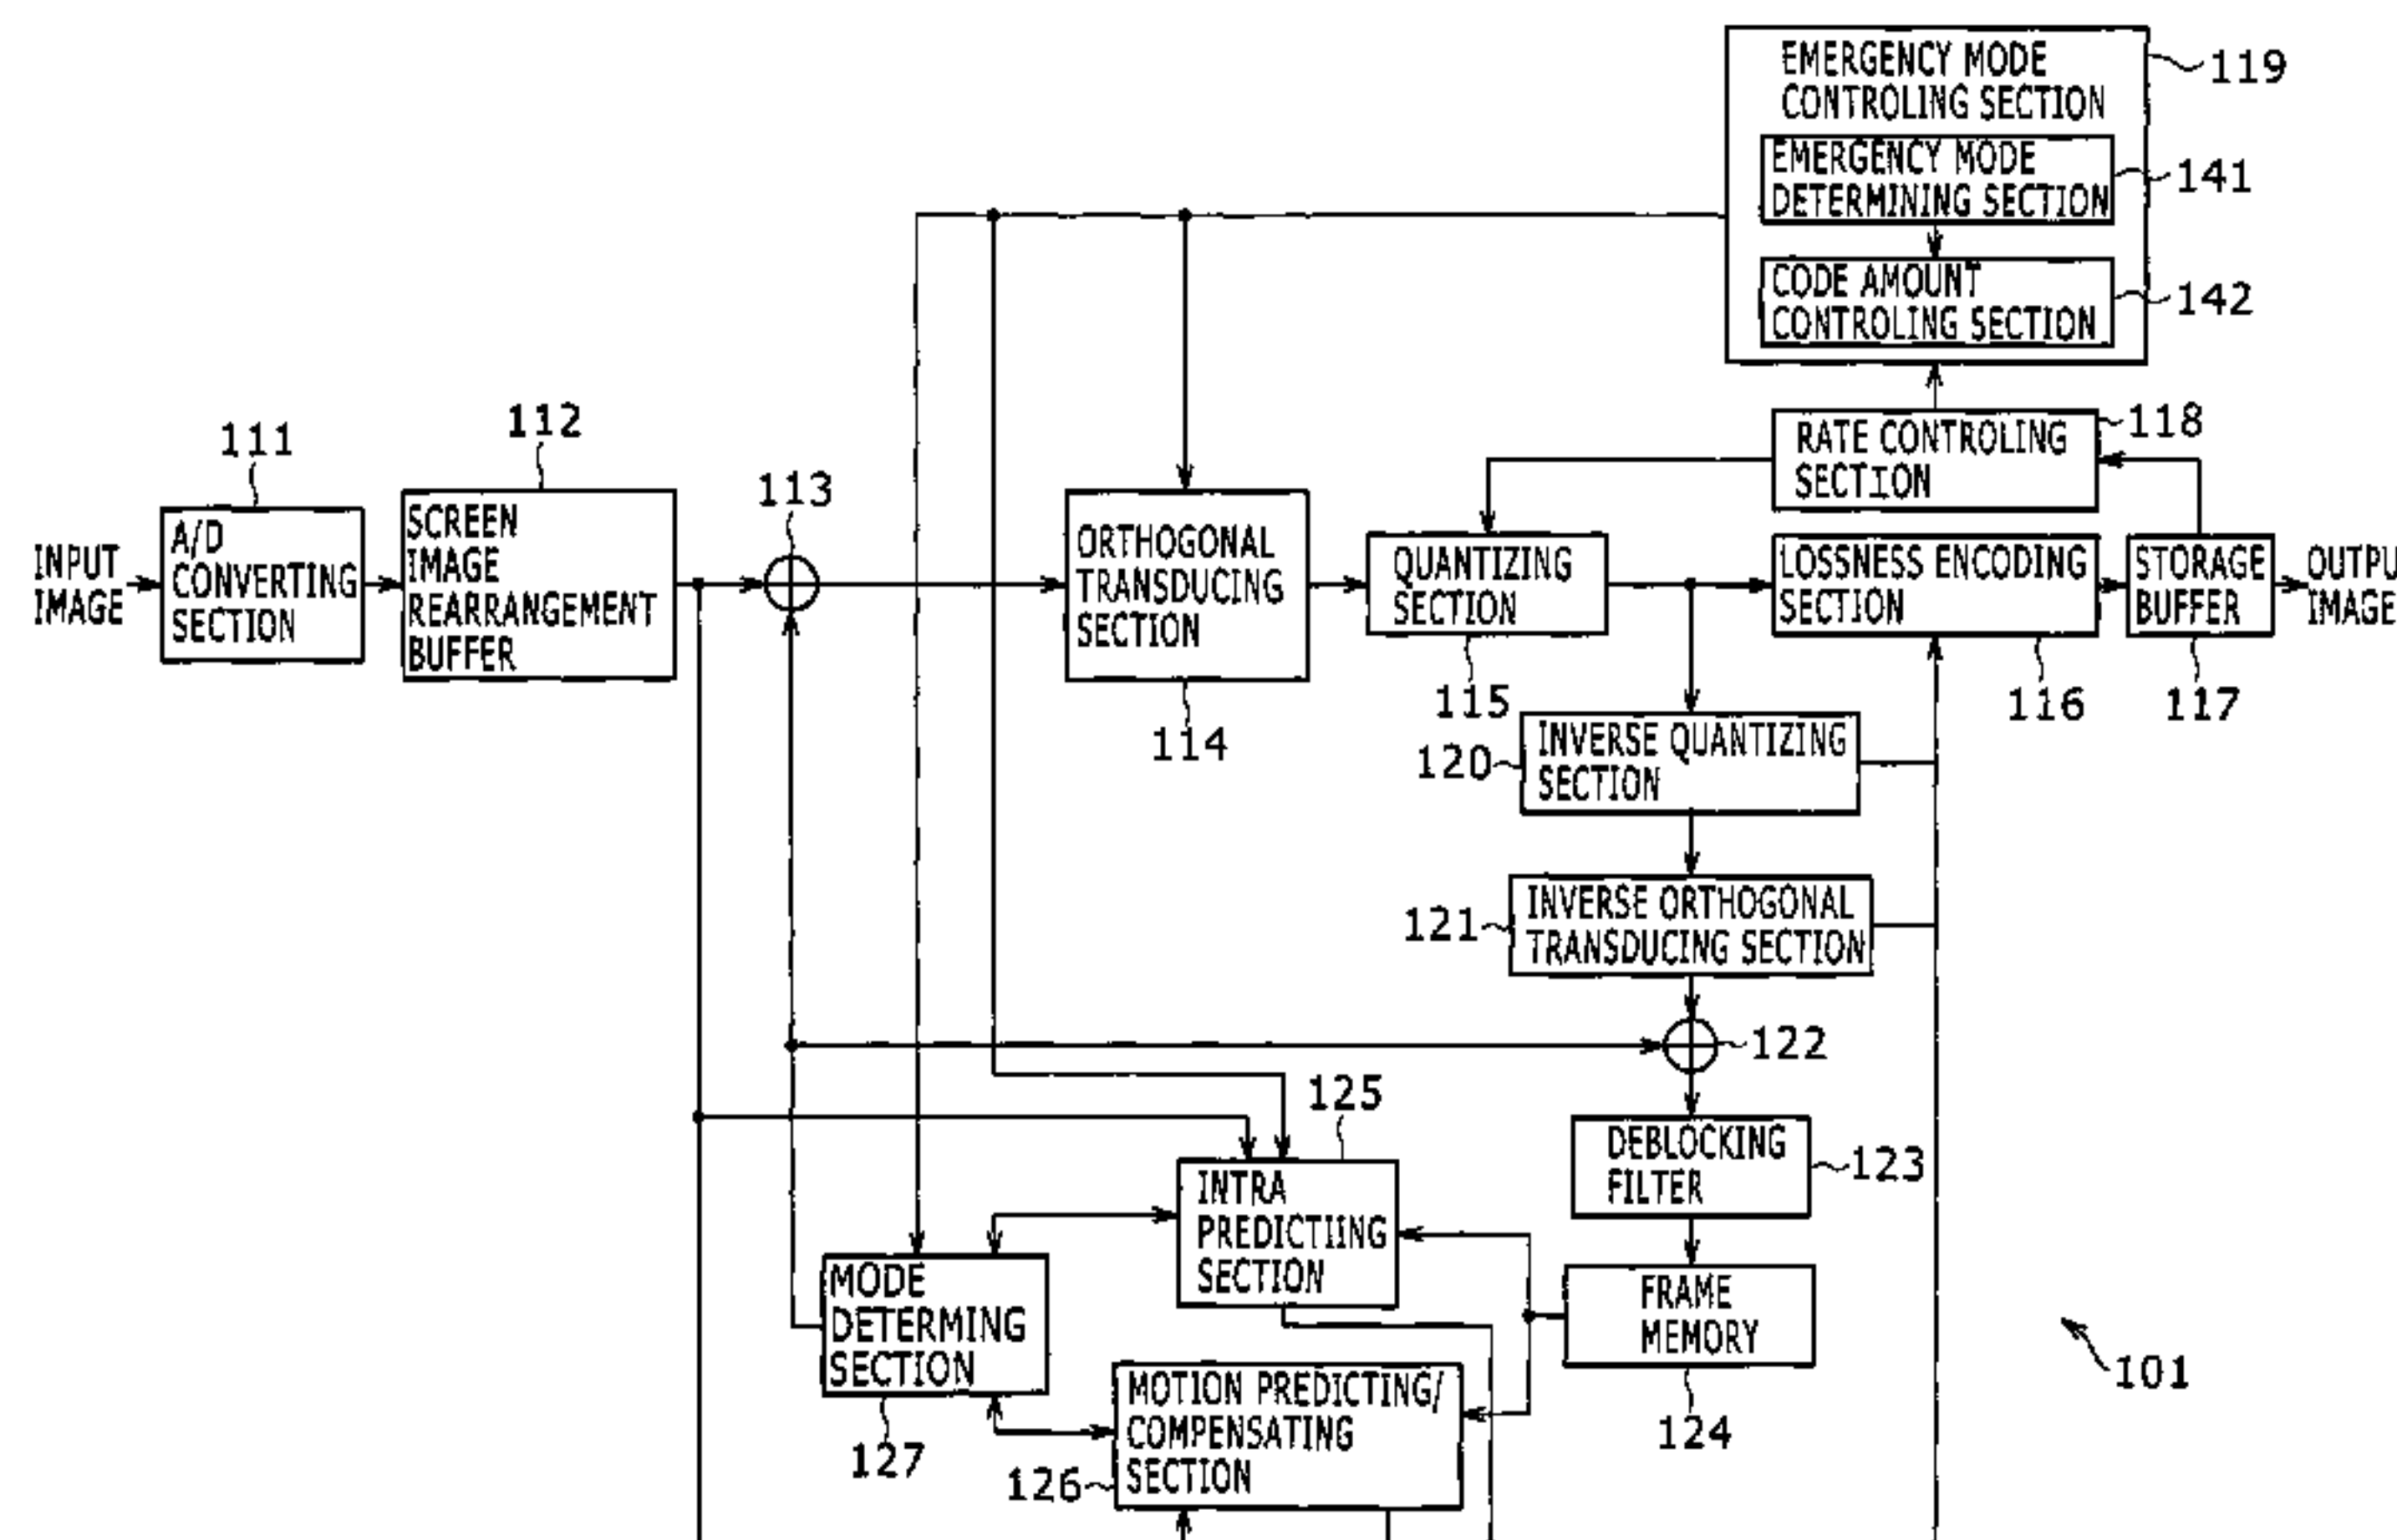 EMERGENCY MODE
CONTROLING SECTION
119
EMERGENCY MODE
DETERMINING SECTION
141
CODE AMOUNT
CONTROLING SECTION
142
RATE CONTROLING
SECTION
118
INPUT
IMAGE
111
A/D
CONVERTING
SECTION
112
SCREEN
IMAGE
REARRANGEMENT
BUFFER
113
ORTHOGONAL
TRANSDUCING
SECTION
114
QUANTIZING
SECTION
115
LOSSNESS ENCODING
SECTION
116
STORAGE
BUFFER
117
OUTPU
IMAGE
INVERSE QUANTIZING
SECTION
120
INVERSE ORTHOGONAL
TRANSDUCING SECTION
121
122
DEBLOCKING
FILTER
123
125
INTRA
PREDICTIING
SECTION
FRAME
MEMORY
124
MODE
DETERMING
SECTION
127
MOTION PREDICTING/
COMPENSATING
SECTION
126
101